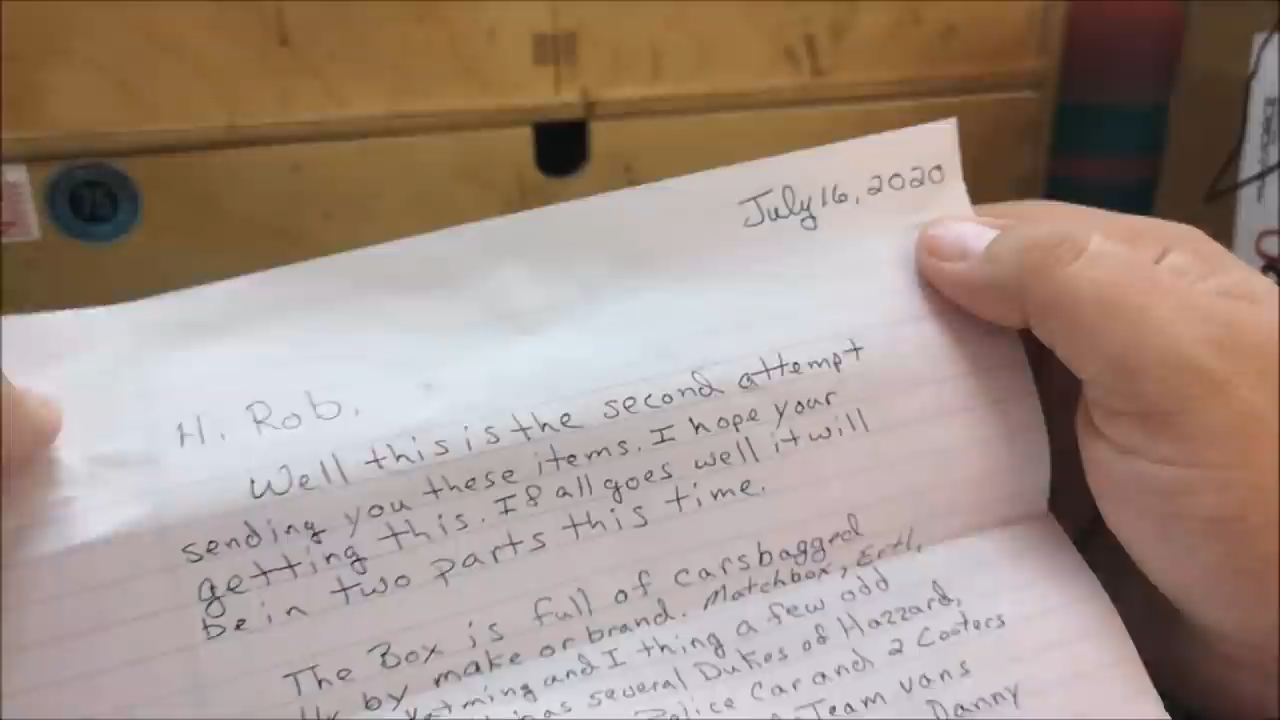 July 16, 2020
H. Rob.
Well this is the second attempt
sending you these items. I hope your
getting this. If all goes well it will
be in two parts this time.
The Box is full of cars bagged
by make or brand. Matchbox, Ertl,
and I thing a few odd
has several Dukes of Hazzard,
Police Car and 2 Cooters
Team vans
Danny